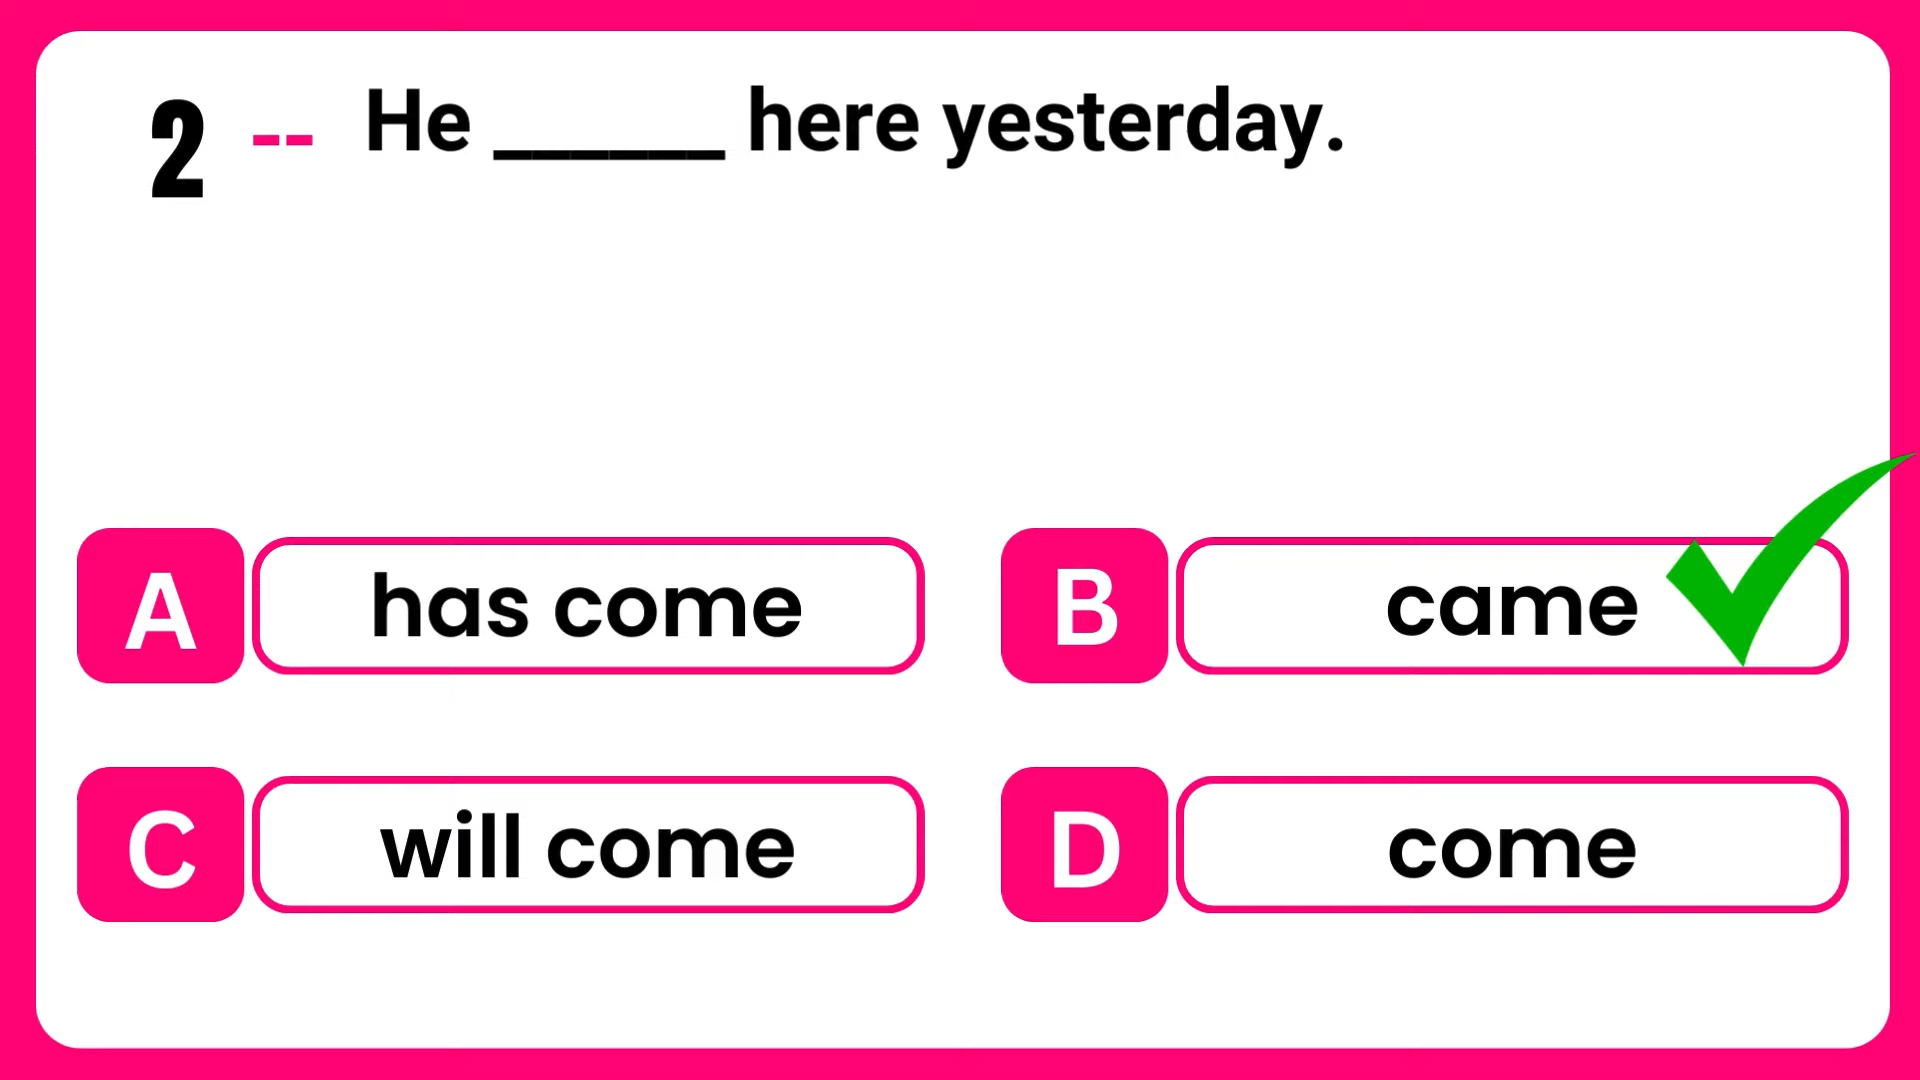 2 -- He ______ here yesterday.
A has come
B came
C will come
D come